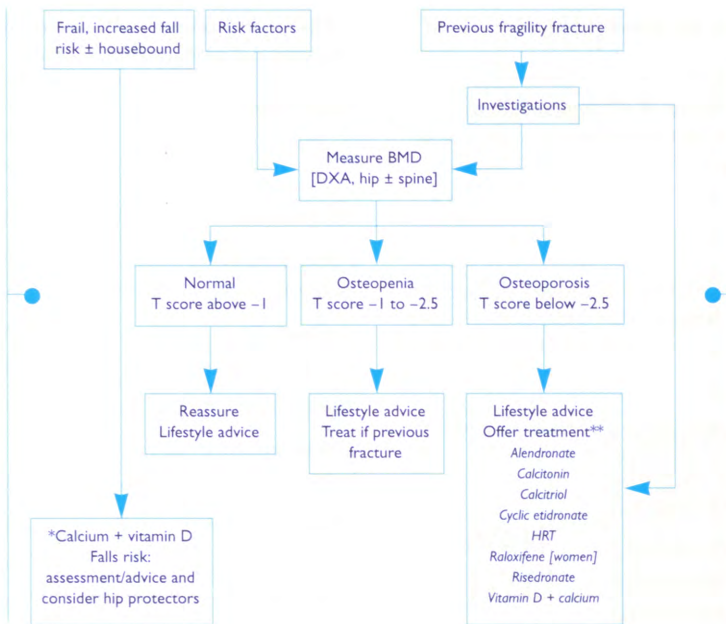 Frail, increased fall
risk ± housebound
Risk factors
Previous fragility fracture
Investigations
Measure BMD
[DXA, hip ± spine]
Normal
T score above –1
Osteopenia
T score –1 to –2.5
Osteoporosis
T score below –2.5
Reassure
Lifestyle advice
Lifestyle advice
Treat if previous
fracture
Lifestyle advice
Offer treatment**
Alendronate
Calcitonin
Calcitriol
Cyclic etidronate
HRT
Raloxifene [women]
Risedronate
Vitamin D + calcium
*Calcium + vitamin D
Falls risk:
assessment/advice and
consider hip protectors